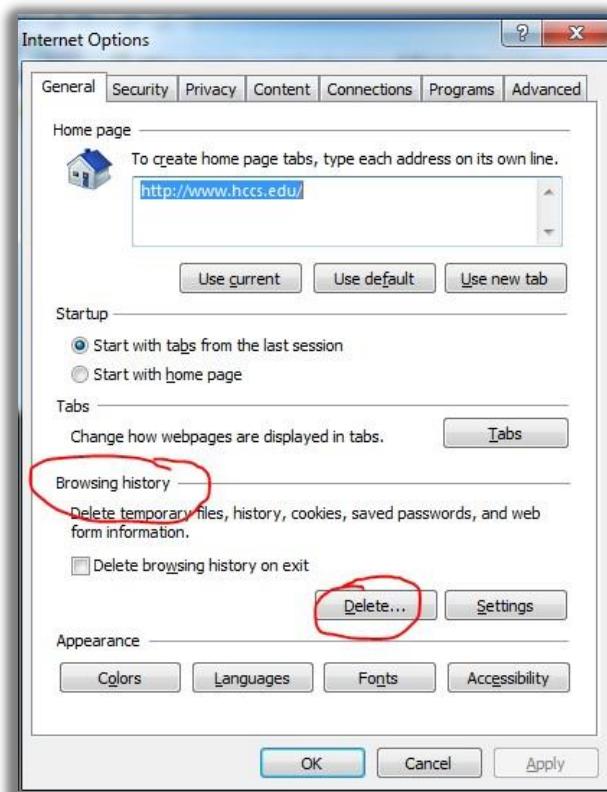 Internet Options
General Security Privacy Content Connections Programs Advanced
Home page
To create home page tabs, type each address on its own line.
http://www.hccs.edu/
Use current Use default Use new tab
Startup
Start with tabs from the last session
Start with home page
Tabs
Change how webpages are displayed in tabs. Tabs
Browsing history
Delete temporary files, history, cookies, saved passwords, and web
form information.
Delete browsing history on exit
Delete... Settings
Appearance
Colors Languages Fonts Accessibility
OK Cancel Apply